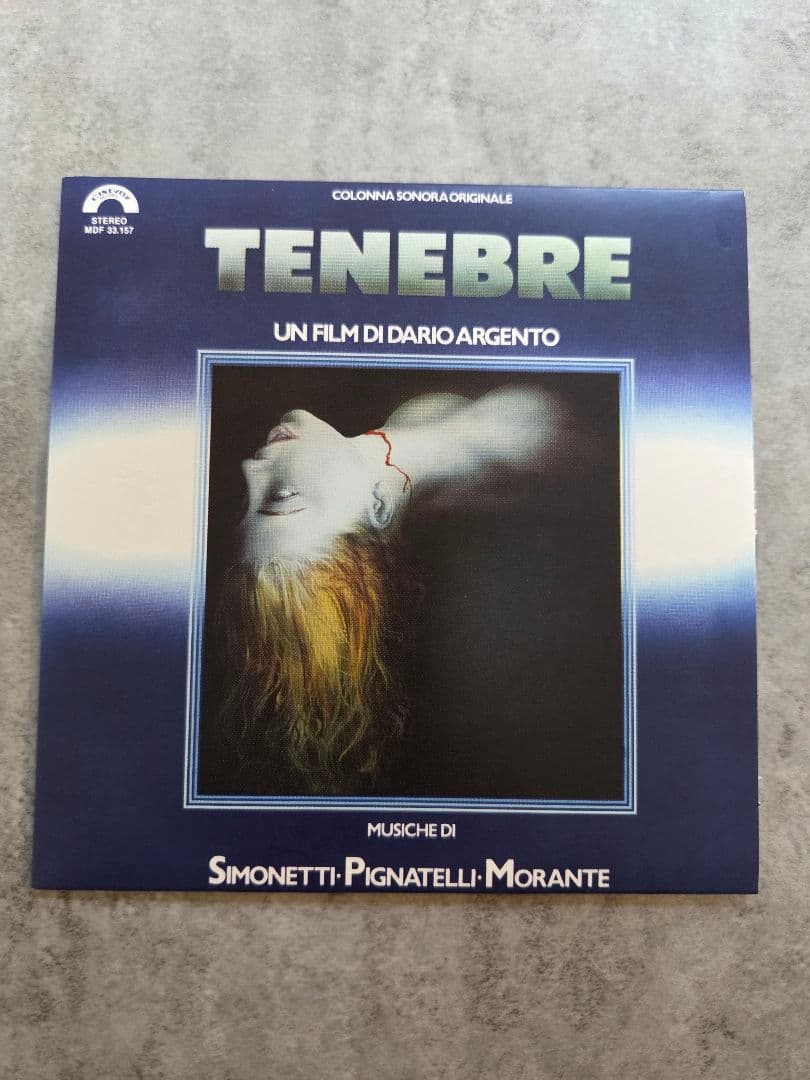 CINEVOX
STEREO
MDF 33.157
COLONNA SONORA ORIGINALE
TENEBRE
UN FILM DI DARIO ARGENTO
MUSICHE DI
SIMONETTI·PIGNATELLI·MORANTE